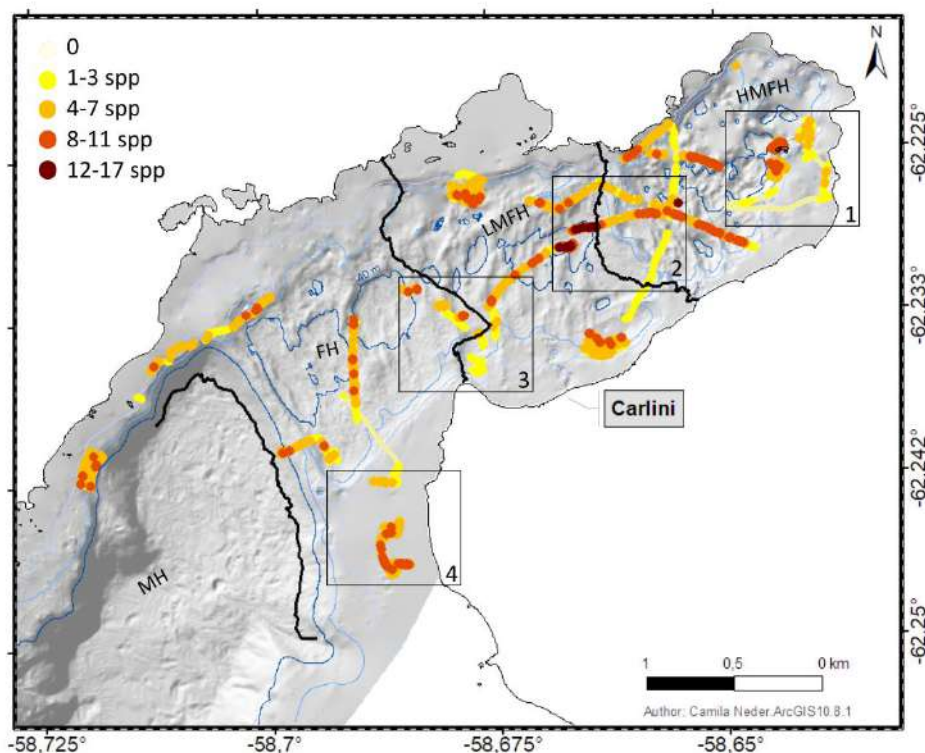 0
1-3 spp
4-7 spp
8-11 spp
12-17 spp
N
HMFH
1
LMFH
2
FH
3
Carlini
4
MH
-62.225°
-62.233°
-62.242°
-62.25°
1 0,5 0 km
Author: Camila Neder.ArcGIS10.8.1
-58.725° -58.7° -58.675° -58.65°